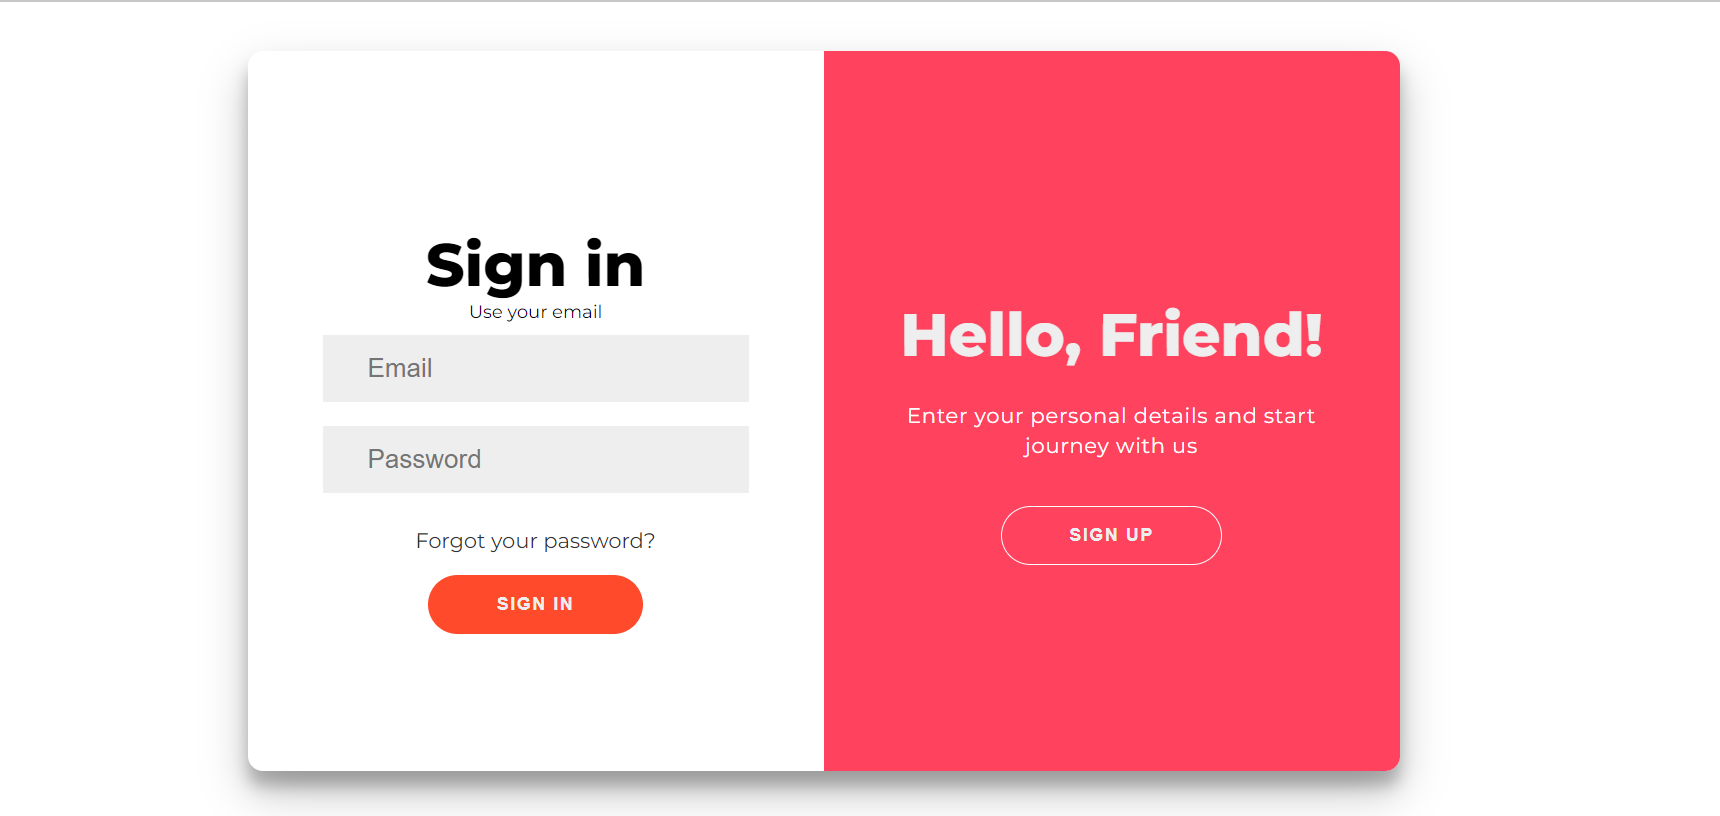 Sign in
Use your email
Email
Password
Forgot your password?
SIGN IN
Hello, Friend!
Enter your personal details and start
journey with us
SIGN UP